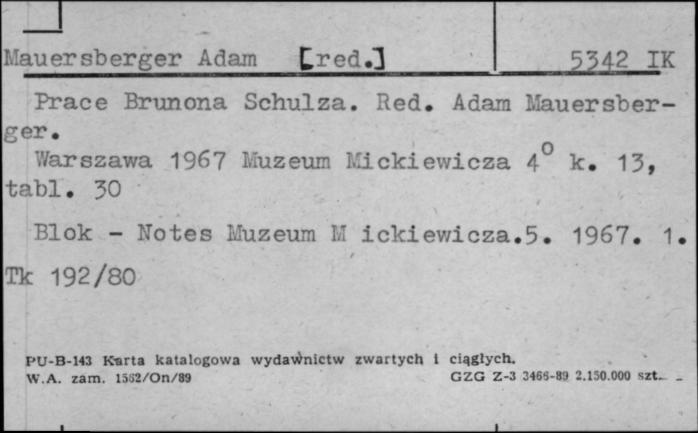 Mauersberger Adam [red.] 5342 IK
Prace Brunona Schulza. Red. Adam Mauersber-
ger.
Warszawa 1967 Muzeum Mickiewicza 4° k. 13,
tabl. 30
Blok - Notes Muzeum M ickiewicza.5. 1967. 1.
Tk 192/80
PU-B-143 Karta katalogowa wydawnictw zwartych i ciągłych.
W.A. zam. 1562/On/89 GZG Z-3 3466-89 2.150.000 szt.